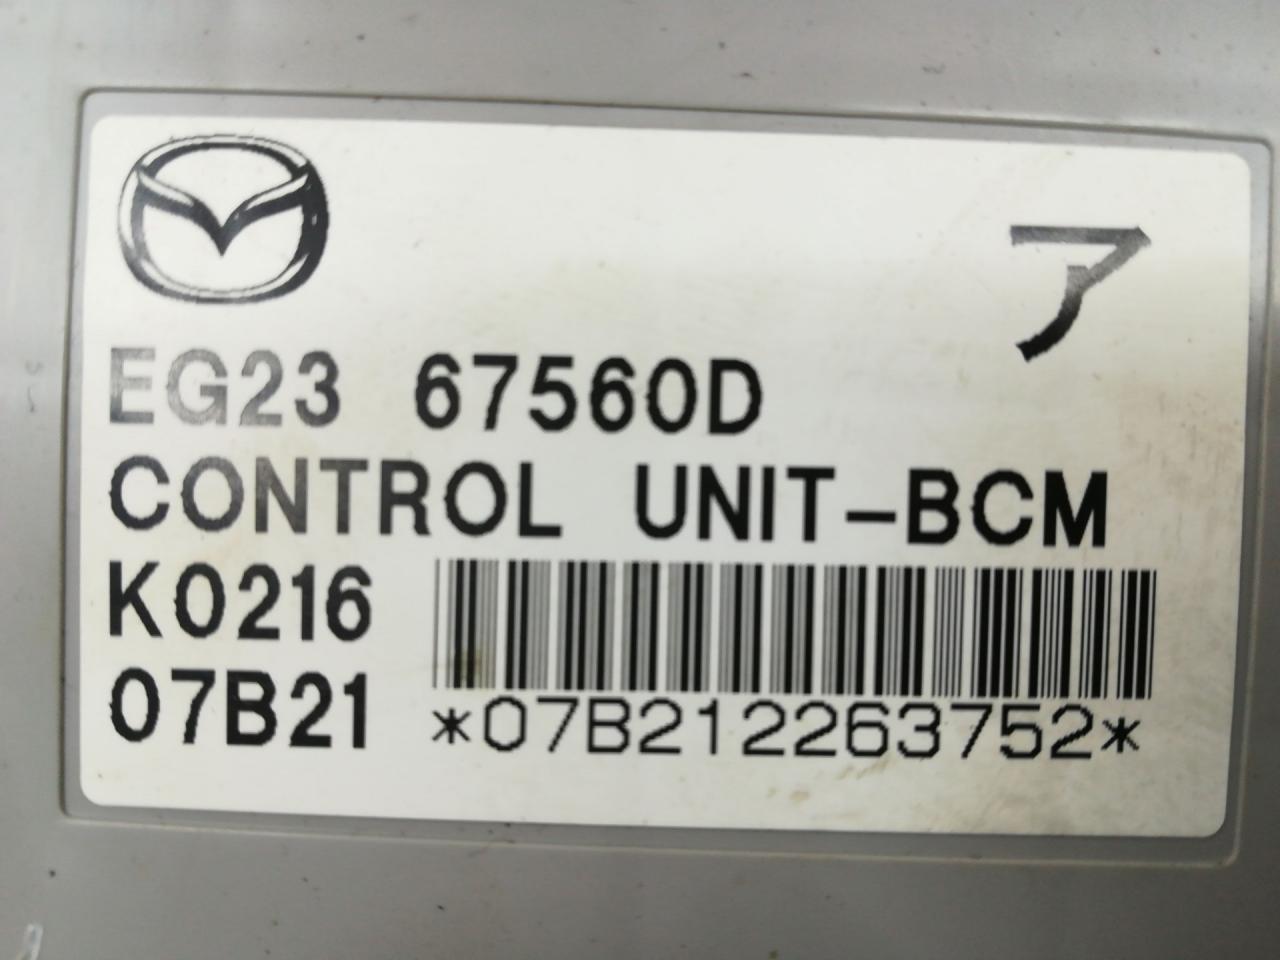 ア
EG23 67560D
CONTROL UNIT-BCM
K0216
07B21 *07B212263752*